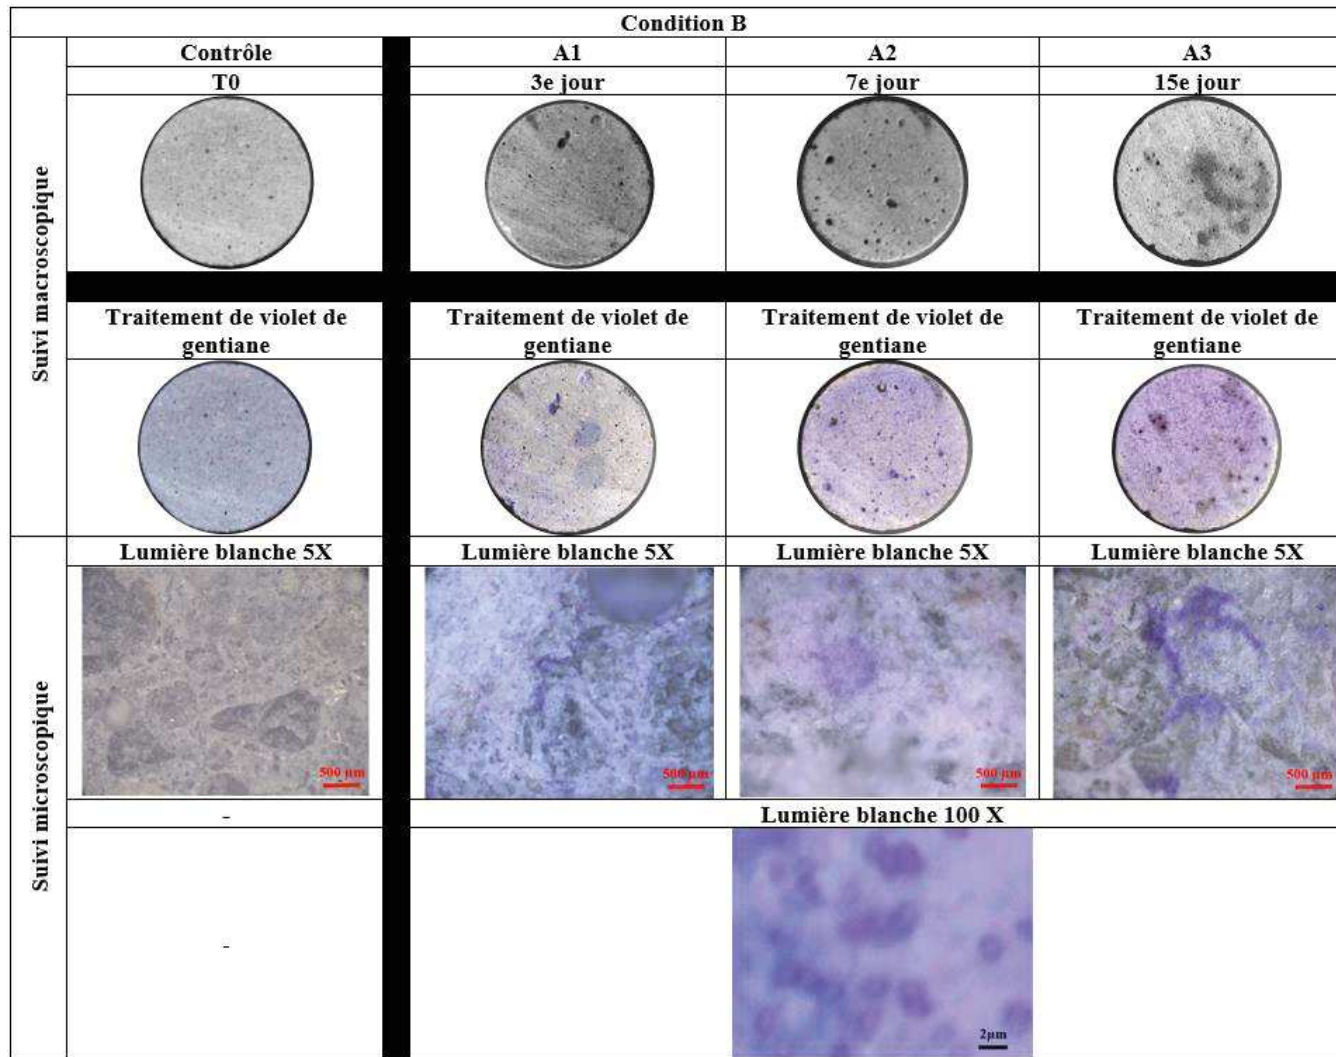 Condition B
Contrôle
A1
A2
A3
T0
3e jour
7e jour
15e jour
Suivi macroscopique
Traitement de violet de
gentiane
Traitement de violet de
gentiane
Traitement de violet de
gentiane
Traitement de violet de
gentiane
Suivi microscopique
Lumière blanche 5X
Lumière blanche 5X
Lumière blanche 5X
Lumière blanche 5X
500 µm
500 µm
500 µm
500 µm
-
Lumière blanche 100 X
-
2µm